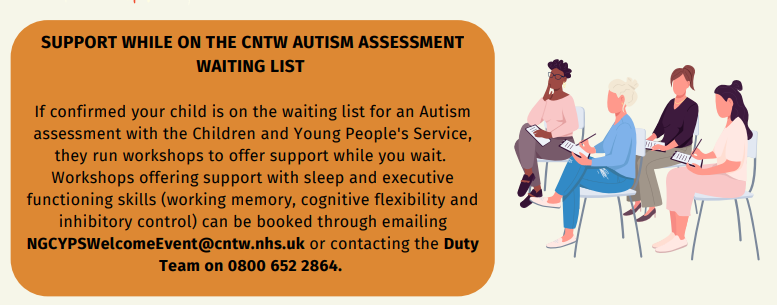 SUPPORT WHILE ON THE CNTW AUTISM ASSESSMENT
WAITING LIST
If confirmed your child is on the waiting list for an Autism
assessment with the Children and Young People's Service,
they run workshops to offer support while you wait.
Workshops offering support with sleep and executive
functioning skills (working memory, cognitive flexibility and
inhibitory control) can be booked through emailing
NGCYPSWelcomeEvent@cntw.nhs.uk or contacting the Duty
Team on 0800 652 2864.